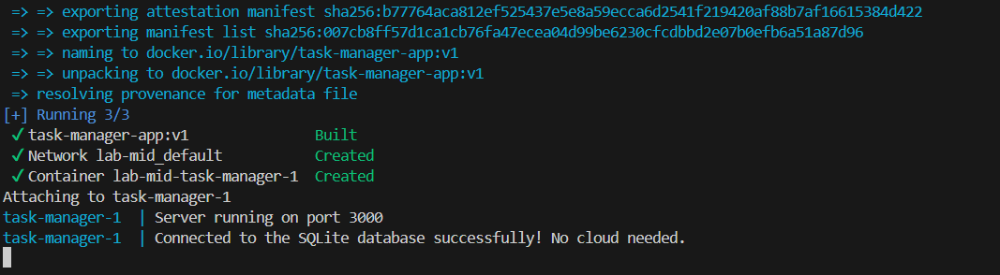 => => exporting attestation manifest sha256:b77764aca812ef525437e5e8a59ecca6d2541f219420af88b7af16615384d422
=> => exporting manifest list sha256:007cb8ff57d1ca1cb76fa47ecea04d99be6230cfcdbbd2e07b0efb6a51a87d96
=> => naming to docker.io/library/task-manager-app:v1
=> => unpacking to docker.io/library/task-manager-app:v1
=> resolving provenance for metadata file
[+] Running 3/3
✔ task-manager-app:v1 Built
✔ Network lab-mid_default Created
✔ Container lab-mid-task-manager-1 Created
Attaching to task-manager-1
task-manager-1 | Server running on port 3000
task-manager-1 | Connected to the SQLite database successfully! No cloud needed.